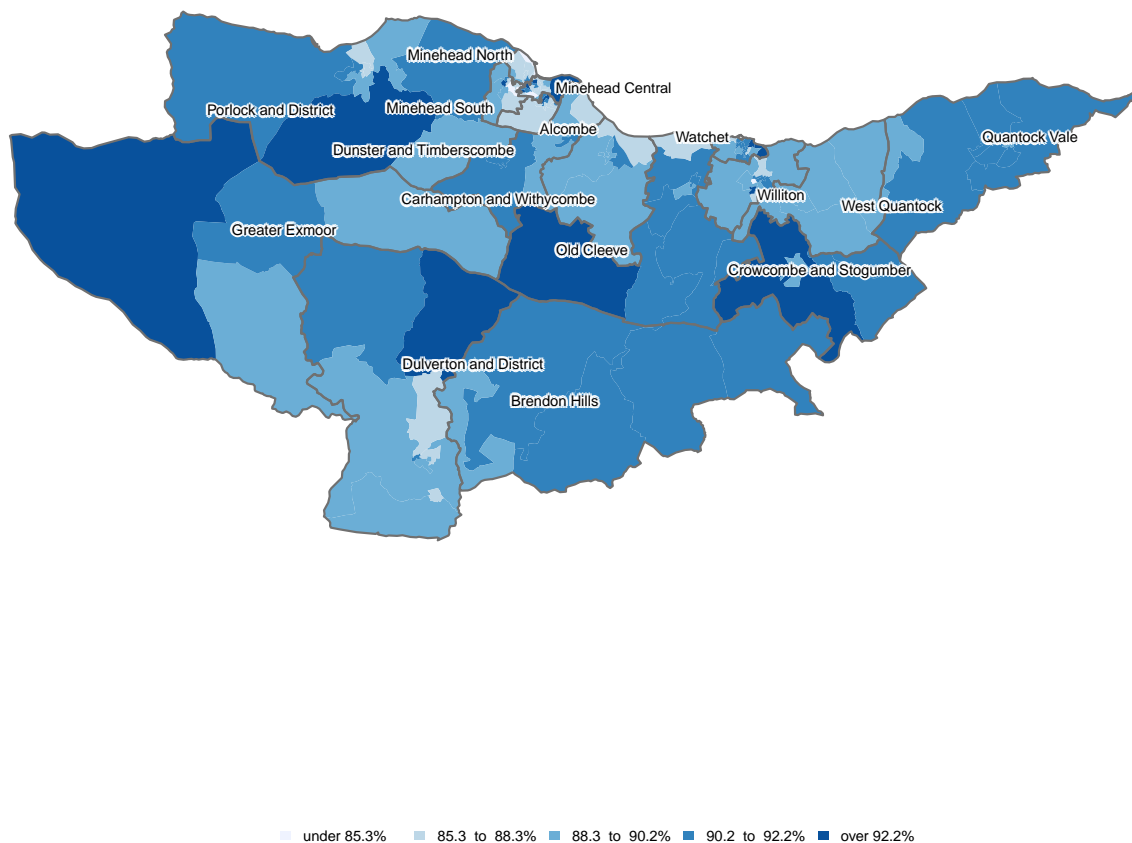 Minehead North
Minehead Central
Porlock and District
Minehead South
Alcombe
Watchet
Quantock Vale
Dunster and Timberscombe
Carhampton and Withycombe
Williton
West Quantock
Greater Exmoor
Old Cleeve
Crowcombe and Stogumber
Dulverton and District
Brendon Hills
under 85.3% 85.3 to 88.3% 88.3 to 90.2% 90.2 to 92.2% over 92.2%